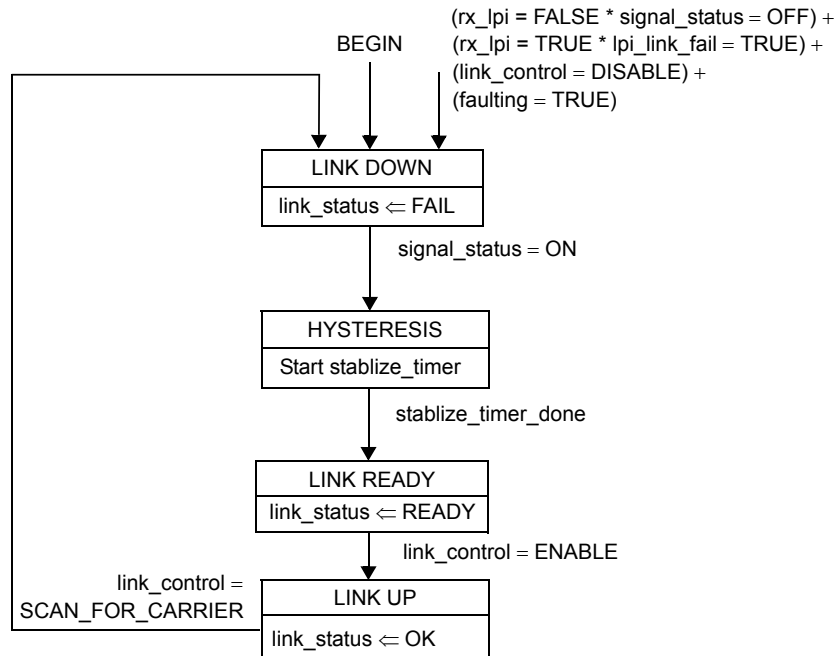 (rx_lpi = FALSE * signal_status = OFF) +
(rx_lpi = TRUE * lpi_link_fail = TRUE) +
(link_control = DISABLE) +
(faulting = TRUE)
BEGIN
LINK DOWN
link_status ⇐ FAIL
signal_status = ON
HYSTERESIS
Start stablize_timer
stablize_timer_done
LINK READY
link_status ⇐ READY
link_control = ENABLE
link_control =
SCAN_FOR_CARRIER
LINK UP
link_status ⇐ OK